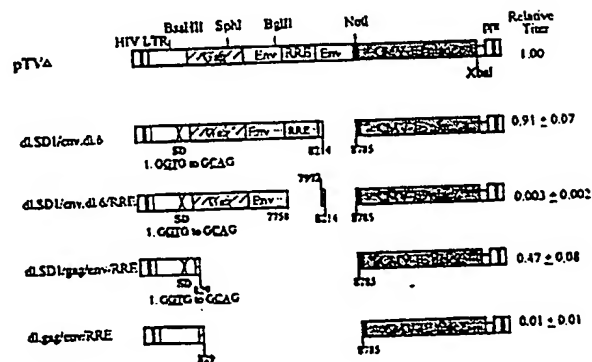 BssHII SphI BglII NotI PPT Relative Titer
HIV LTR
pTVΔ Gag Env RRE Env 1.00
XbaI
dl.SD1/env.dl.6 Gag Env RRE 0.91 ± 0.07
SD 8214 8785
1. GGTG to GCAG
dl.SD1/env.dl.6/RRE Gag Env 0.003 ± 0.002
SD 7758 8214 8785
1. GGTG to GCAG
dl.SD1/gag/env/RRE 0.47 ± 0.08
SD 8785
1. GGTG to GCAG
dl.gag/env/RRE 0.01 ± 0.01
8785